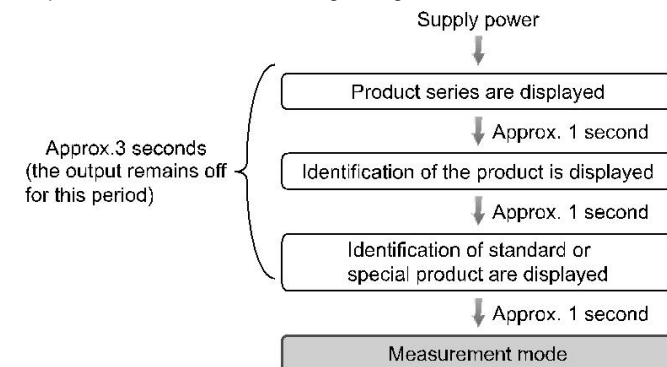 Supply power
Product series are displayed
Approx. 1 second
Approx.3 seconds
(the output remains off
for this period)
Identification of the product is displayed
Approx. 1 second
Identification of standard or
special product are displayed
Approx. 1 second
Measurement mode